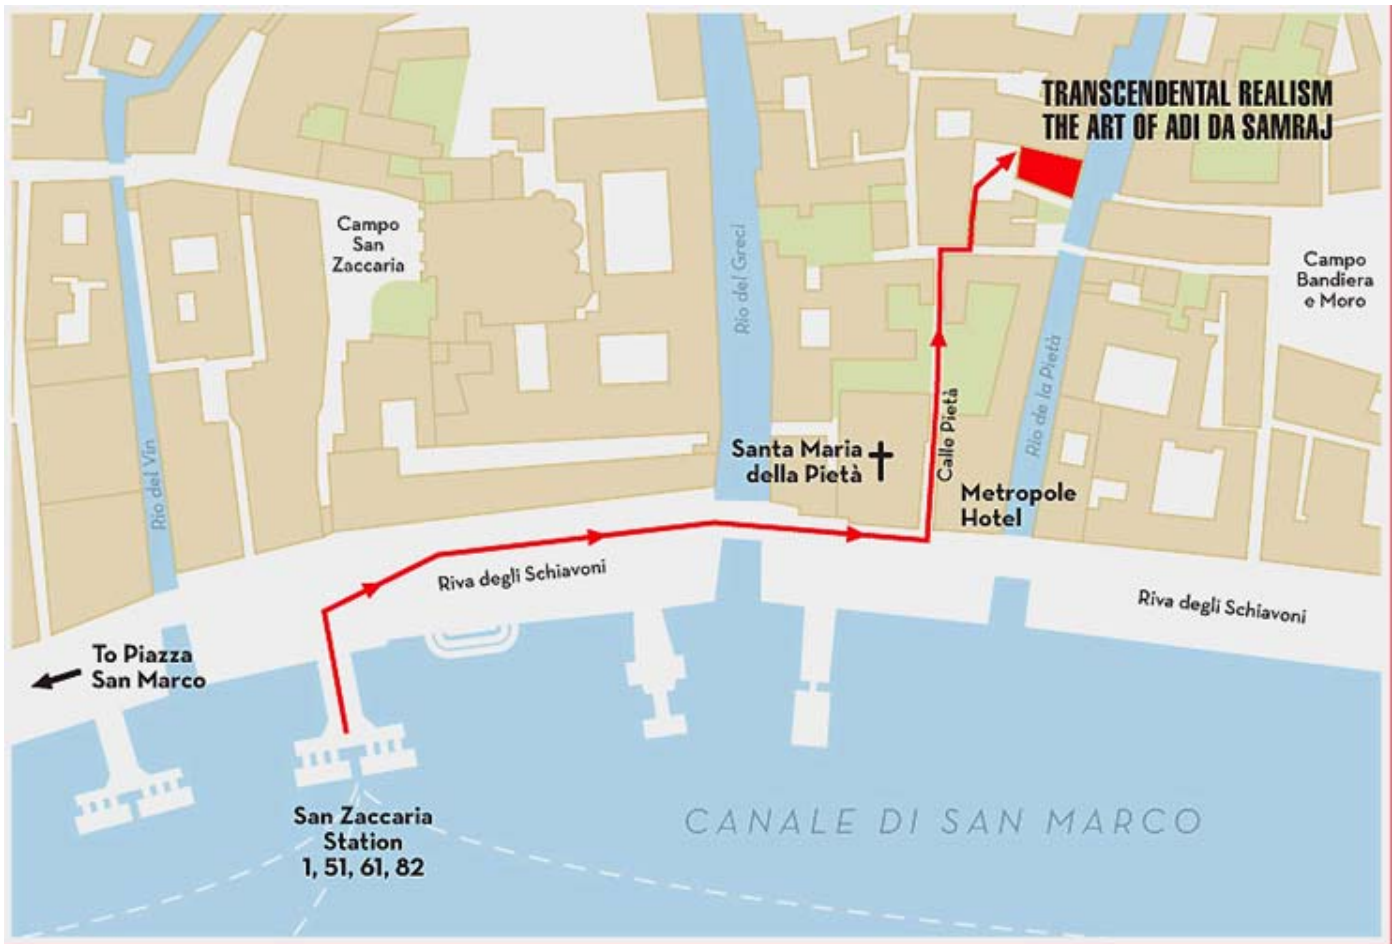 TRANSCENDENTAL REALISM
THE ART OF ADI DA SAMRAJ
Campo
San
Zaccaria
Rio del Greci
Campo
Bandiera
e Moro
Rio de la Pietà
Calle Pietà
Rio del Vin
Santa Maria
della Pietà
Metropole
Hotel
Riva degli Schiavoni
Riva degli Schiavoni
To Piazza
San Marco
San Zaccaria
Station
1, 51, 61, 82
CANALE DI SAN MARCO